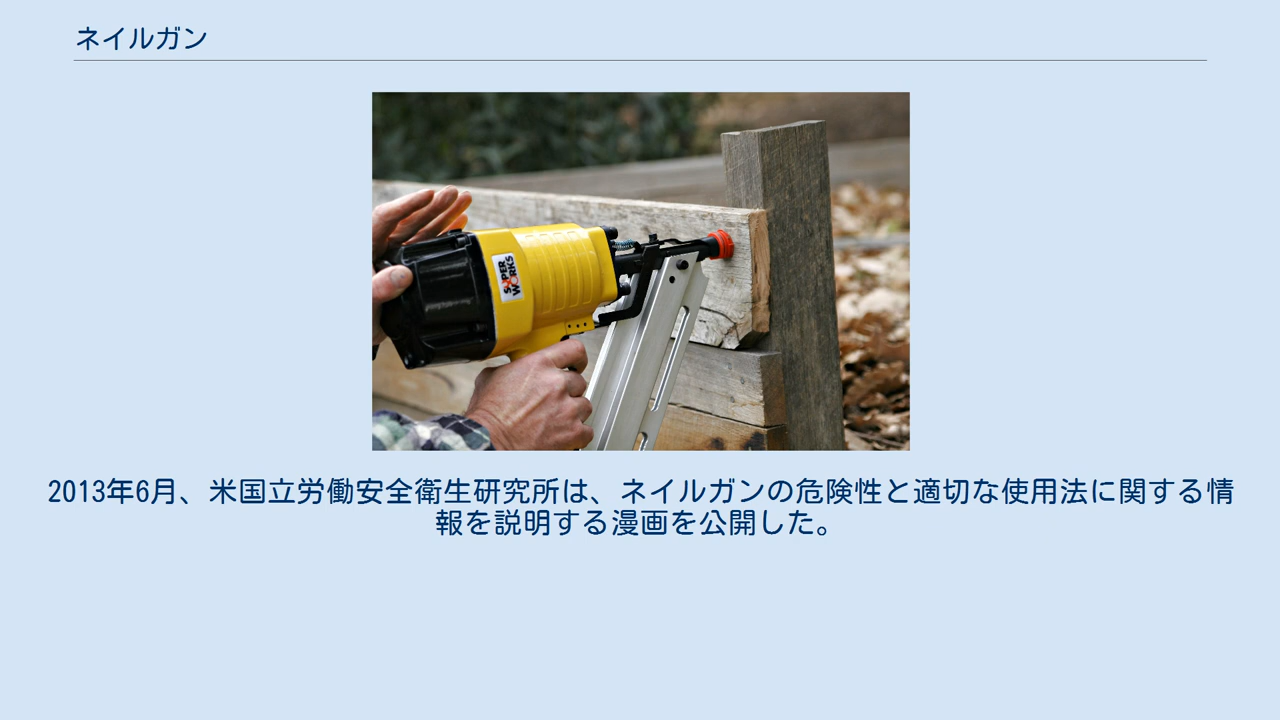 ネイルガン
SUPER
WORKS
2013年6月、米国立労働安全衛生研究所は、ネイルガンの危険性と適切な使用法に関する情
報を説明する漫画を公開した。